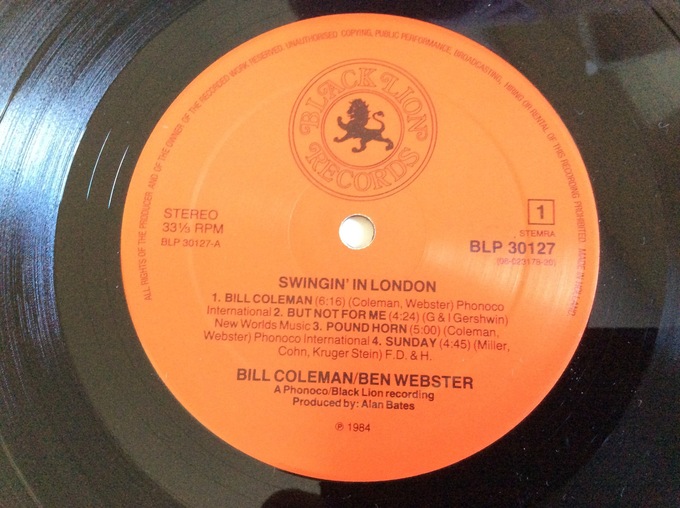 ALL RIGHTS OF THE PRODUCER AND OF THE OWNER OF THE RECORDED WORK RESERVED. UNAUTHORISED COPYING, PUBLIC PERFORMANCE, BROADCASTING, HIRING OR RENTAL OF THIS RECORDING PROHIBITED
BLACK LION
RECORDS
STEREO
33⅓ RPM
BLP 30127-A
1
STEMRA
BLP 30127
SWINGIN' IN LONDON
1. BILL COLEMAN (6:16) (Coleman, Webster) Phonoco
International 2. BUT NOT FOR ME (4:24) (G & I Gershwin)
New Worlds Music 3. POUND HORN (5:00) (Coleman,
Webster) Phonoco International 4. SUNDAY (4:45) (Miller,
Cohn, Kruger Stein) F.D. & H.
BILL COLEMAN/BEN WEBSTER
A Phonoco/Black Lion recording
Produced by: Alan Bates
℗ 1984